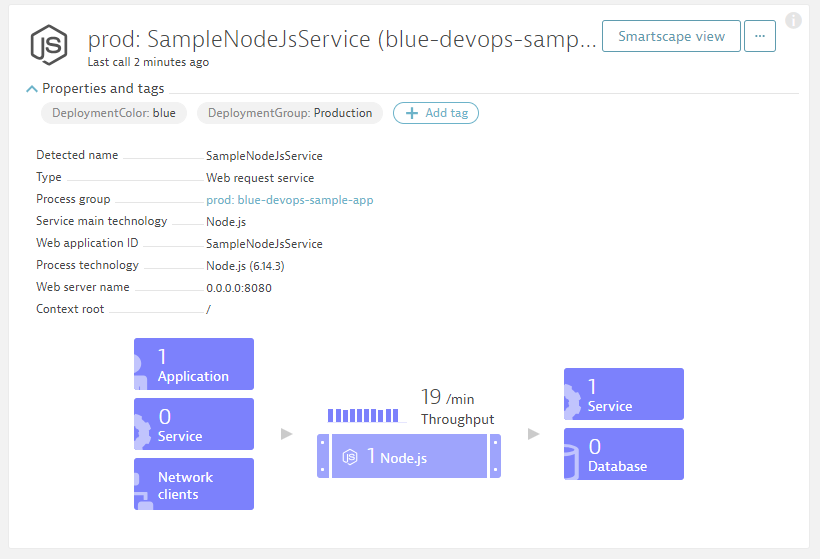 prod: SampleNodeJsService (blue-devops-samp...
Smartscape view
...
Last call 2 minutes ago
Properties and tags
DeploymentColor: blue
DeploymentGroup: Production
+ Add tag
Detected name SampleNodeJsService
Type Web request service
Process group prod: blue-devops-sample-app
Service main technology Node.js
Web application ID SampleNodeJsService
Process technology Node.js (6.14.3)
Web server name 0.0.0.0:8080
Context root /
1
Application
0
Service
Network
clients
19 /min
Throughput
JS 1 Node.js
1
Service
0
Database